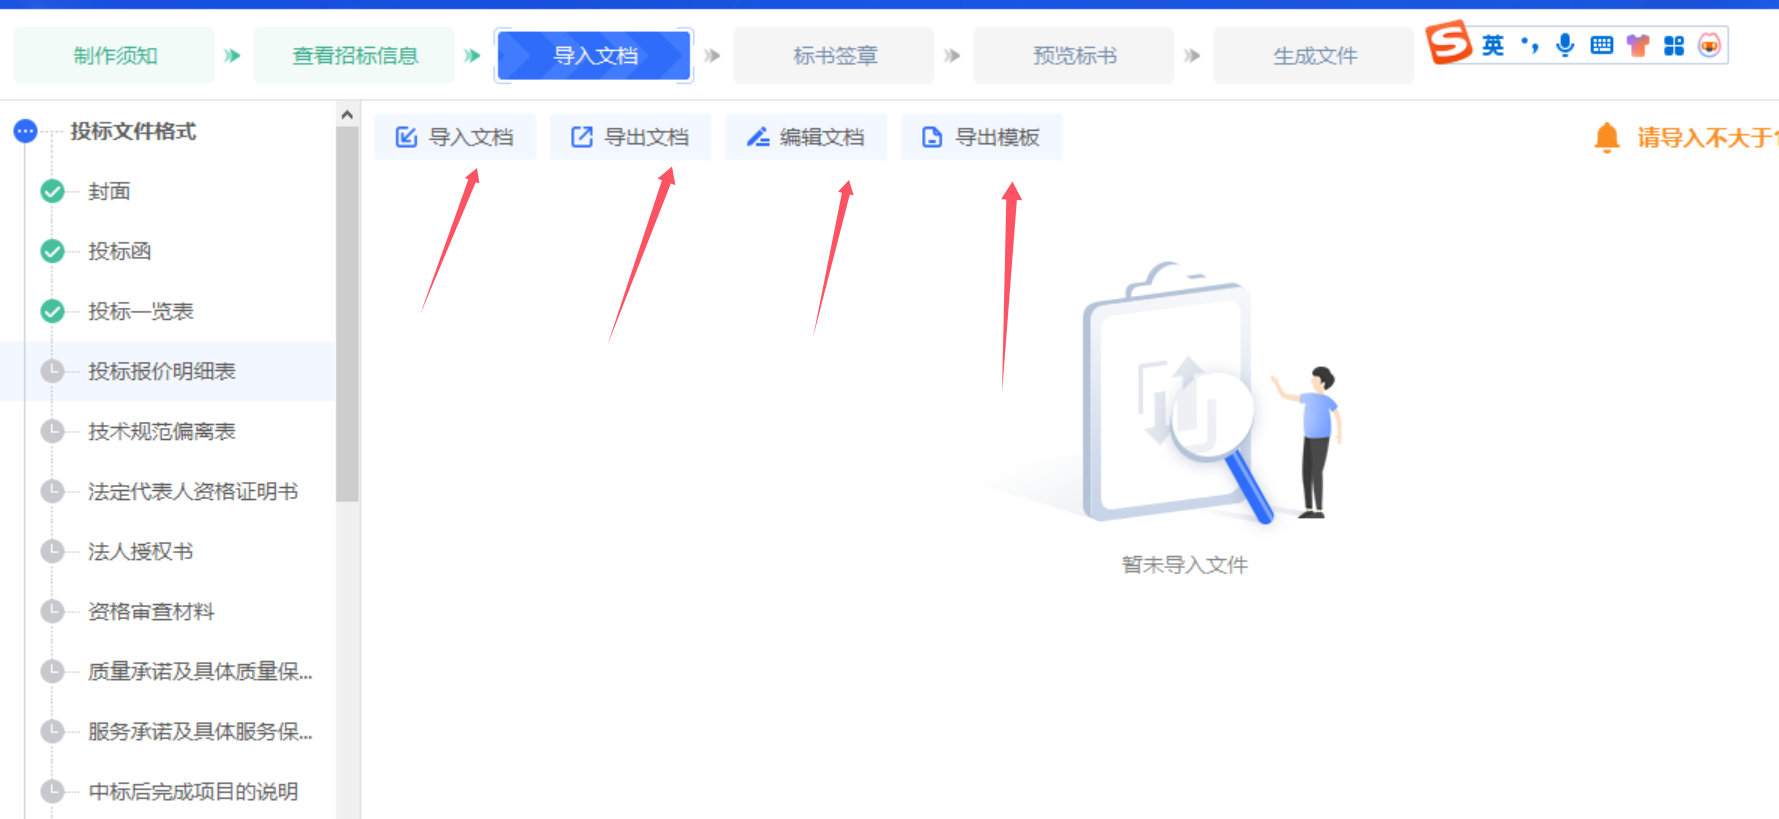 制作须知
查看招标信息
导入文档
标书签章
预览标书
生成文件
英
投标文件格式
导入文档
导出文档
编辑文档
导出模板
请导入不大于
封面
投标函
投标一览表
投标报价明细表
技术规范偏离表
法定代表人资格证明书
法人授权书
暂未导入文件
资格审查材料
质量承诺及具体质量保...
服务承诺及具体服务保...
中标后完成项目的说明